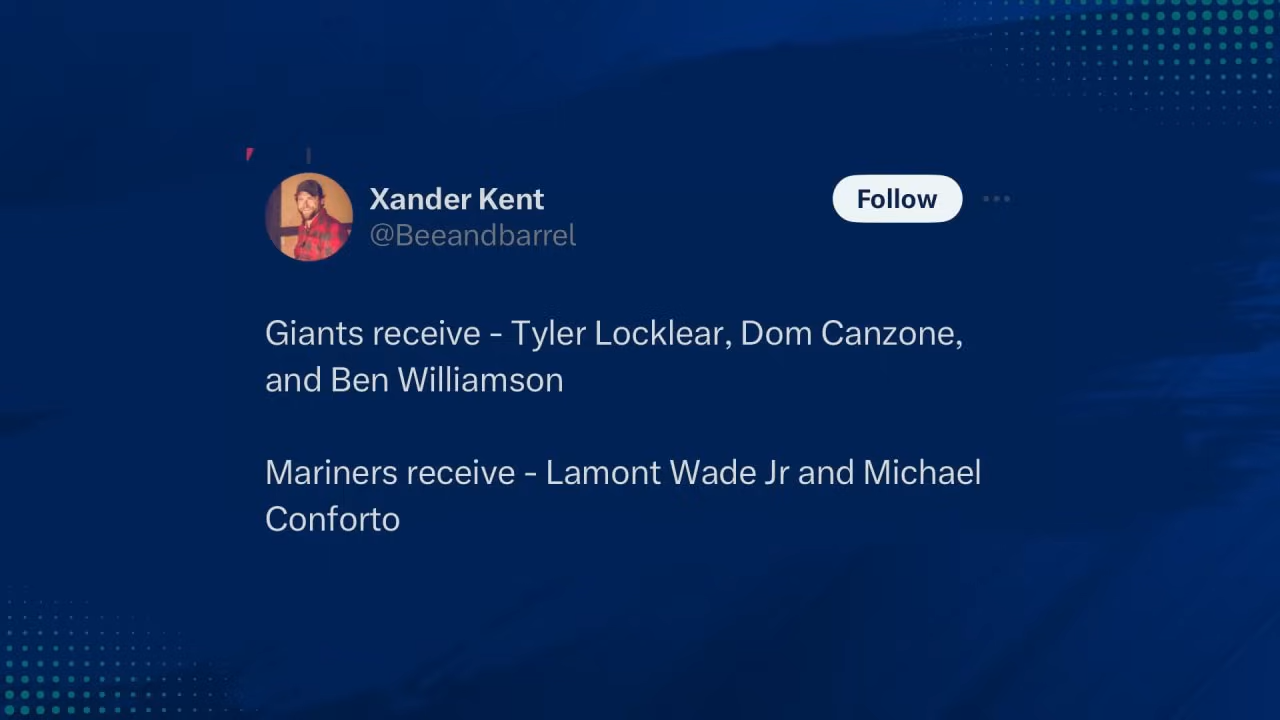 Xander Kent
Follow
@Beeandbarrel
Giants receive - Tyler Locklear, Dom Canzone,
and Ben Williamson
Mariners receive - Lamont Wade Jr and Michael
Conforto